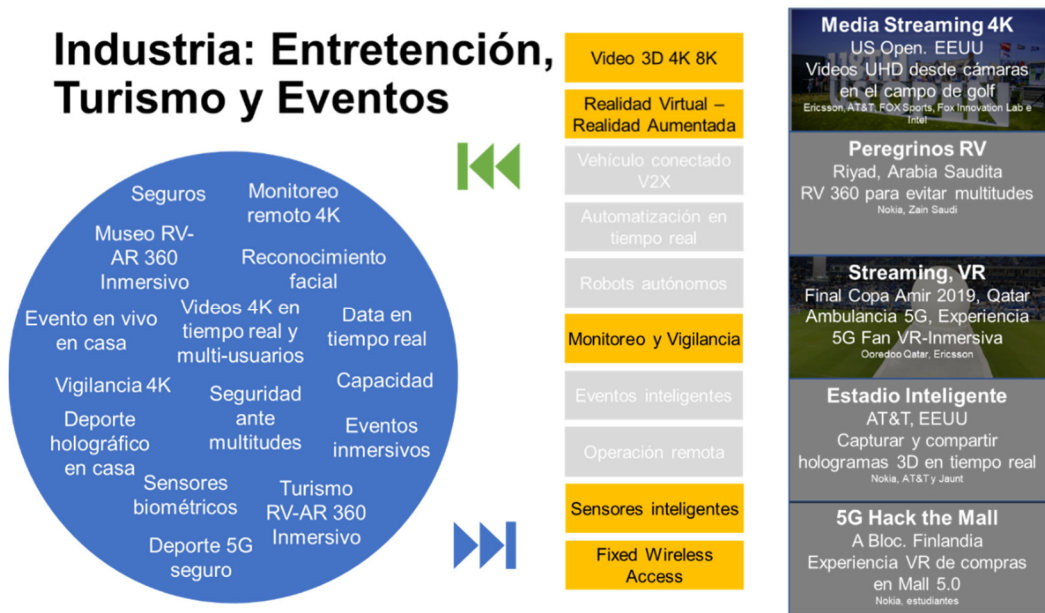 Industria: Entretención,
Turismo y Eventos
Seguros
Monitoreo
remoto 4K
Museo RV-
AR 360
Inmersivo
Reconocimiento
facial
Evento en vivo
en casa
Videos 4K en
tiempo real y
multi-usuarios
Data en
tiempo real
Vigilancia 4K
Seguridad
ante
multitudes
Capacidad
Deporte
holográfico
en casa
Eventos
inmersivos
Sensores
biométricos
Turismo
RV-AR 360
Inmersivo
Deporte 5G
seguro
Video 3D 4K 8K
Realidad Virtual –
Realidad Aumentada
Vehículo conectado
V2X
Automatización en
tiempo real
Robots autónomos
Monitoreo y Vigilancia
Eventos inteligentes
Operación remota
Sensores inteligentes
Fixed Wireless
Access
Media Streaming 4K
US Open. EEUU
Videos UHD desde cámaras
en el campo de golf
Ericsson, AT&T, FOX Sports, Fox Innovation Lab e
Intel
Peregrinos RV
Riyad, Arabia Saudita
RV 360 para evitar multitudes
Nokia, Zain Saudi
Streaming, VR
Final Copa Amir 2019, Qatar
Ambulancia 5G, Experiencia
5G Fan VR-Inmersiva
Ooredoo Qatar, Ericsson
Estadio Inteligente
AT&T, EEUU
Capturar y compartir
hologramas 3D en tiempo real
Nokia, AT&T y Jaunt
5G Hack the Mall
A Bloc. Finlandia
Experiencia VR de compras
en Mall 5.0
Nokia, estudiantes